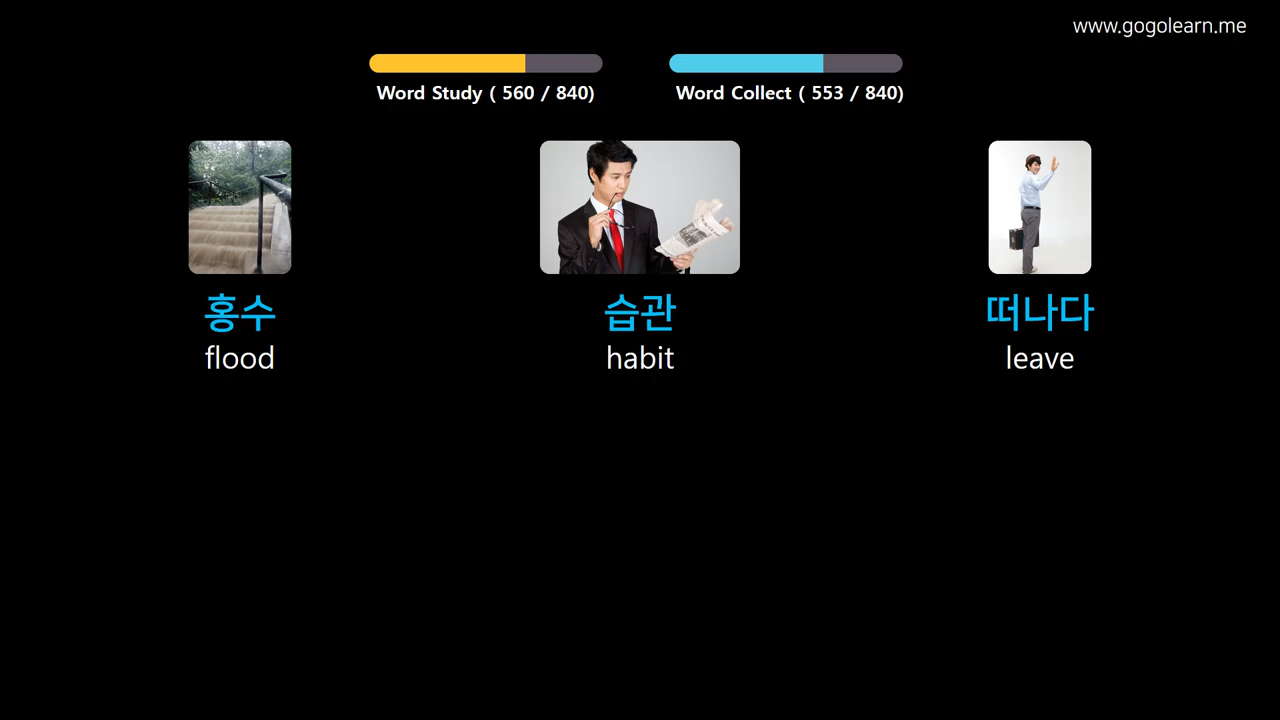 www.gogolearn.me
Word Study ( 560 / 840)
Word Collect ( 553 / 840)
홍수
flood
습관
habit
떠나다
leave